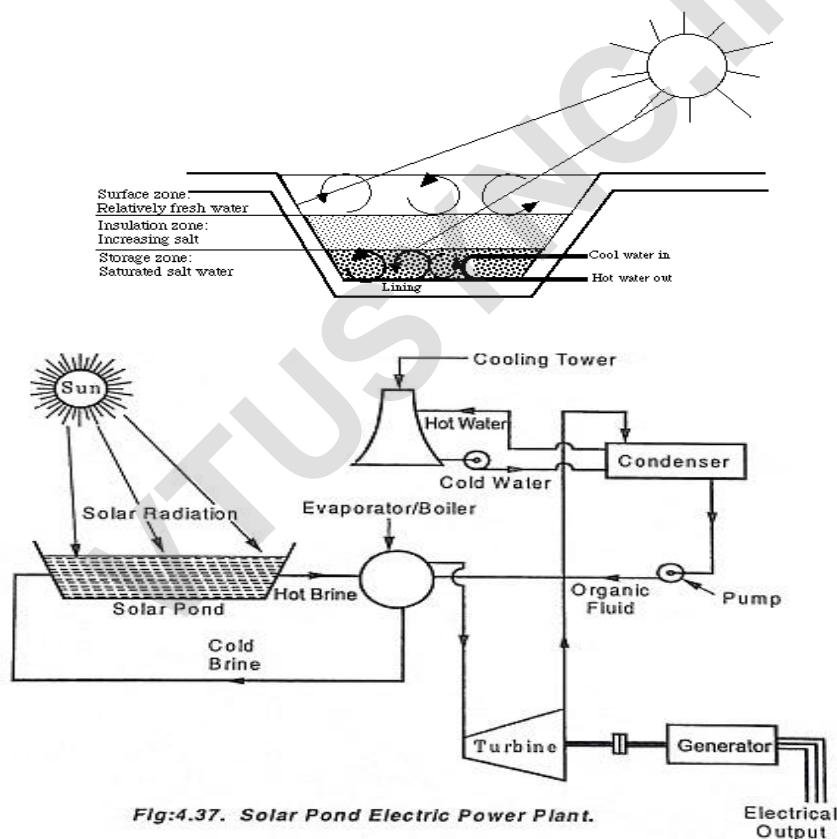 Surface zone:
Relatively fresh water
Insulation zone:
Increasing salt
Storage zone:
Saturated salt water
Cool water in
Hot water out
Lining
Cooling Tower
Sun
Hot Water
Condenser
Cold Water
Solar Radiation
Evaporator/Boiler
Hot Brine
Organic
Fluid
Pump
Solar Pond
Cold
Brine
Turbine
Generator
Fig:4.37. Solar Pond Electric Power Plant.
Electrical
Output
VTUSYNC.IN